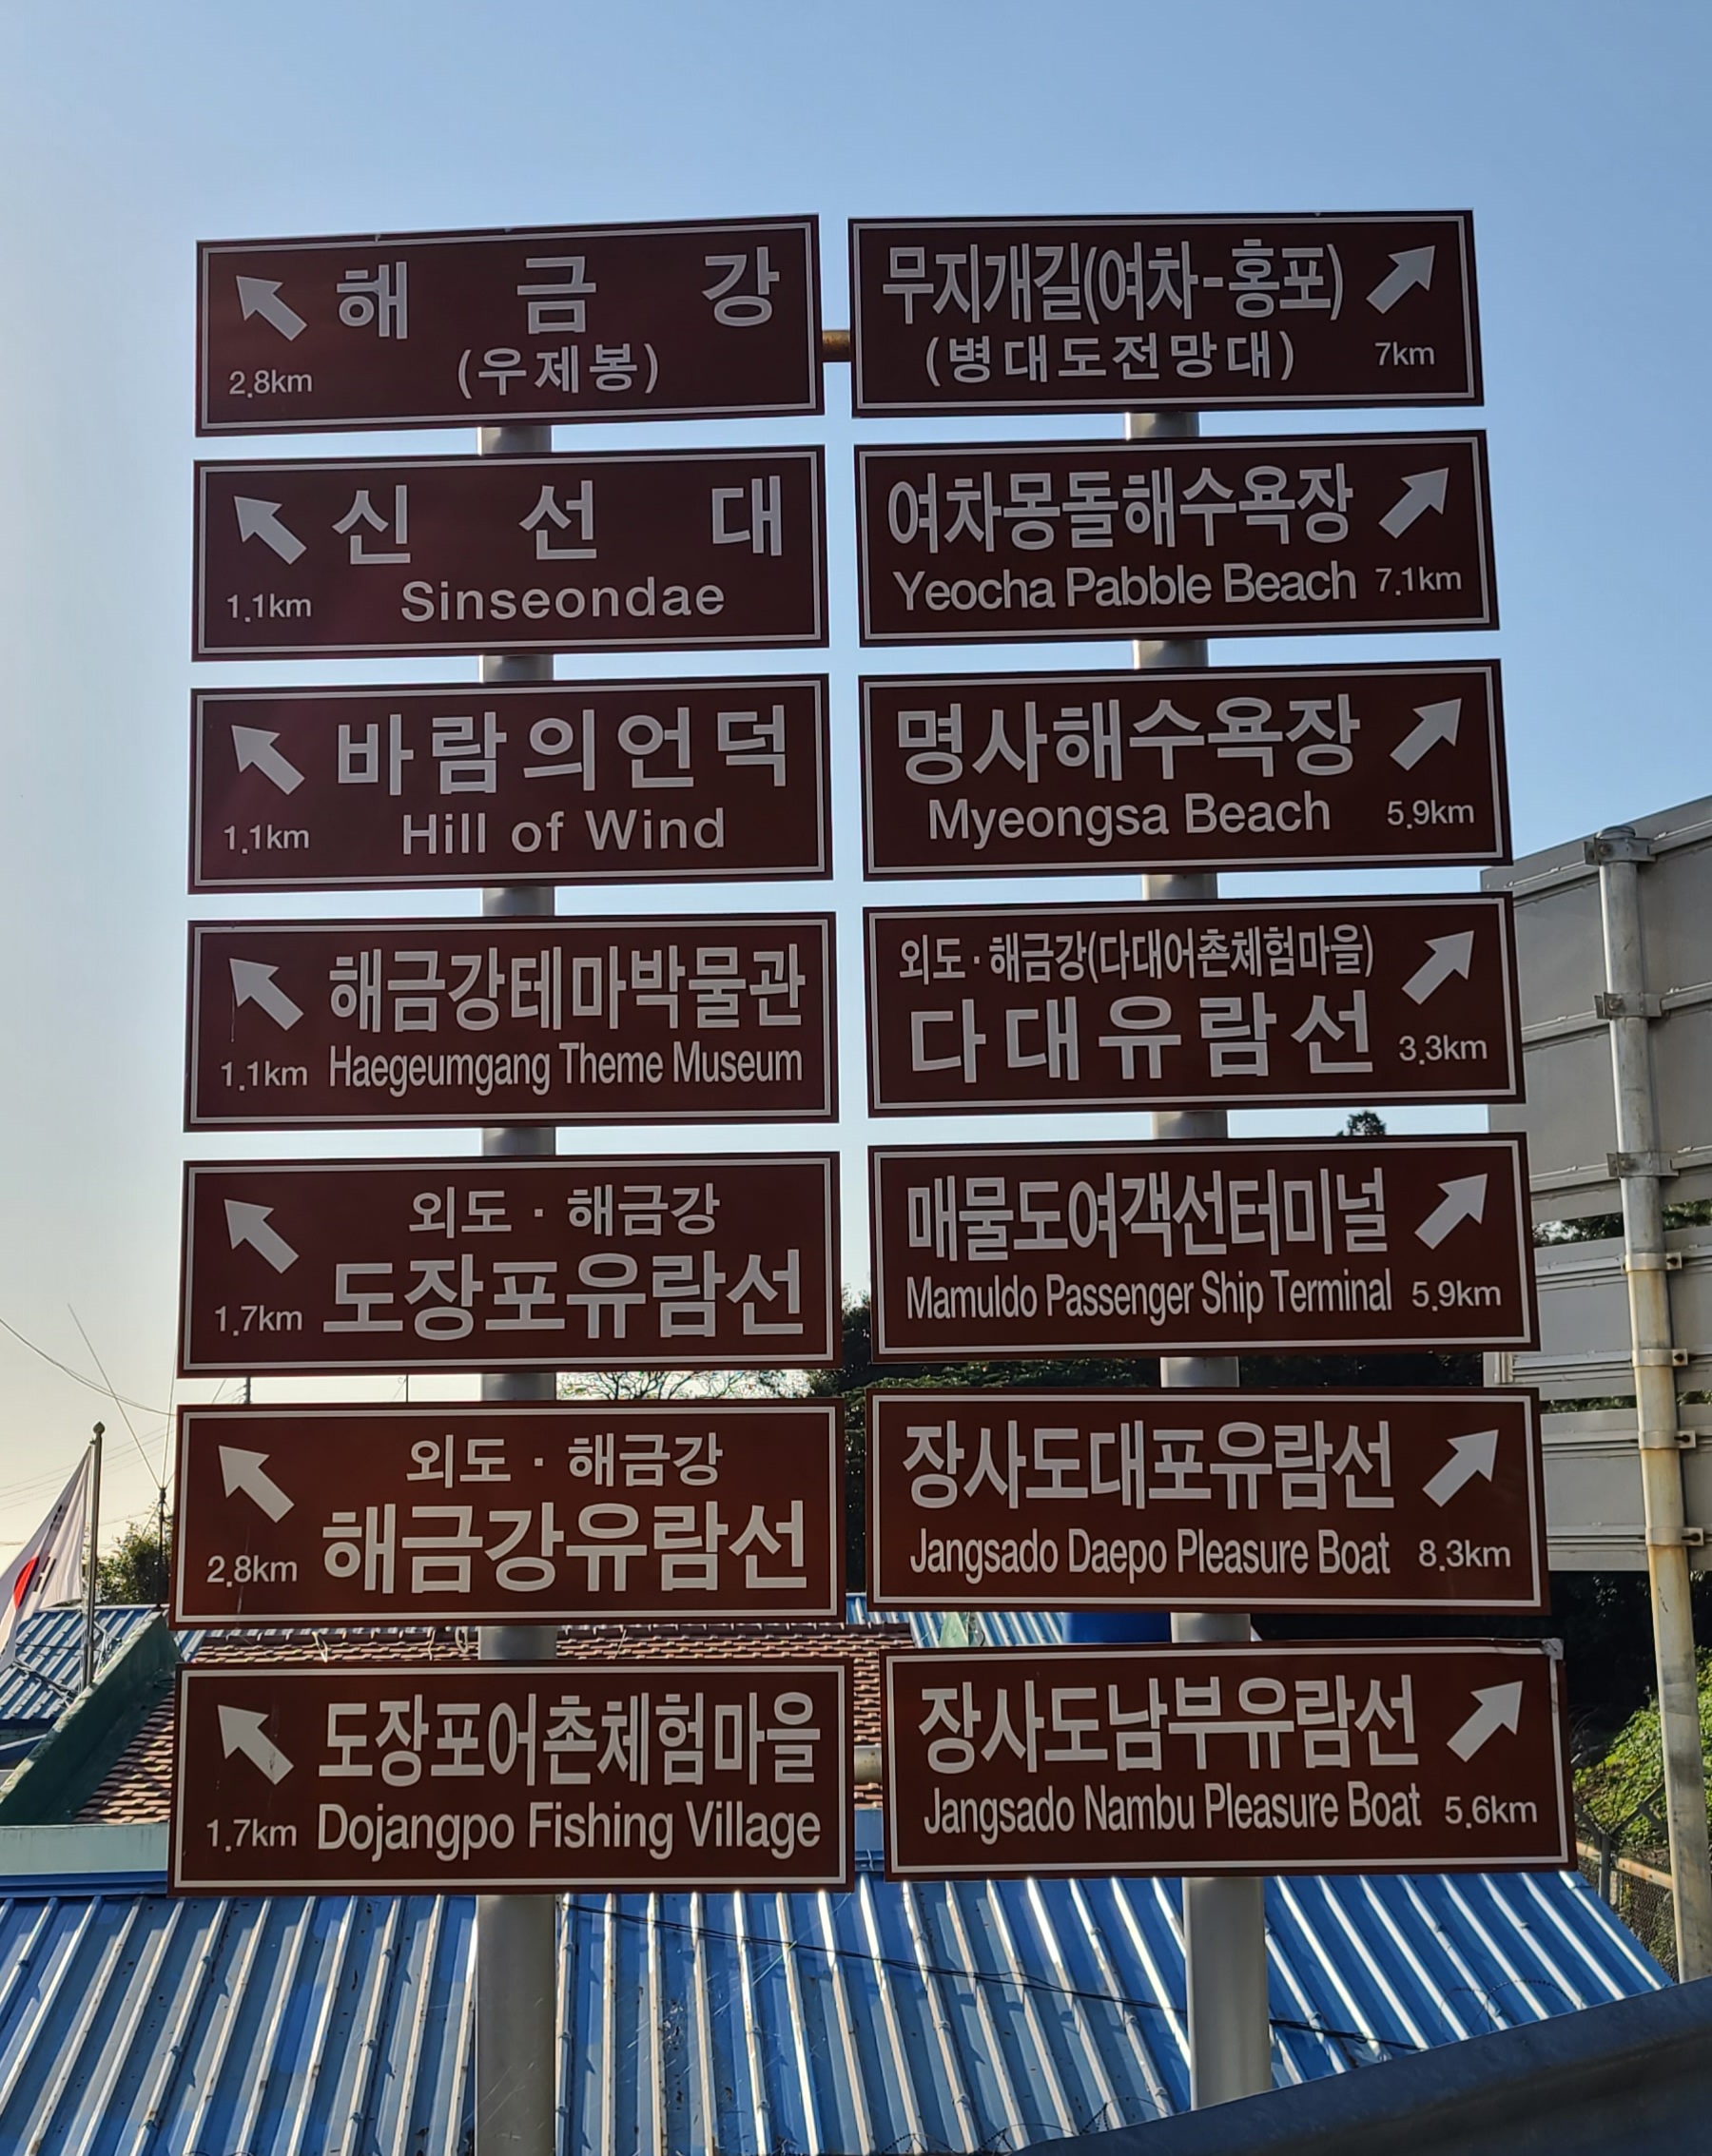 해금강
(우제봉)
2.8km
신선대
Sinseondae
1.1km
바람의언덕
Hill of Wind
1.1km
해금강테마박물관
Haegeumgang Theme Museum
1.1km
외도·해금강
도장포유람선
1.7km
외도·해금강
해금강유람선
2.8km
도장포어촌체험마을
Dojangpo Fishing Village
1.7km
무지개길(여차-홍포)
(병대도전망대)
7km
여차몽돌해수욕장
Yeocha Pabble Beach
7.1km
명사해수욕장
Myeongsa Beach
5.9km
외도·해금강(다대어촌체험마을)
다대유람선
3.3km
매물도여객선터미널
Mamuldo Passenger Ship Terminal
5.9km
장사도대포유람선
Jangsado Daepo Pleasure Boat
8.3km
장사도남부유람선
Jangsado Nambu Pleasure Boat
5.6km